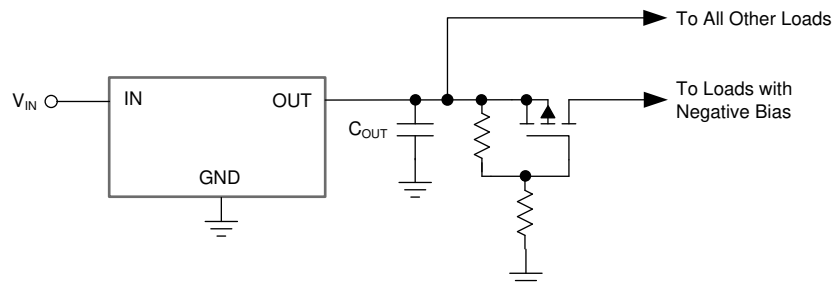 To All Other Loads
V_IN
IN
OUT
To Loads with
Negative Bias
C_OUT
GND